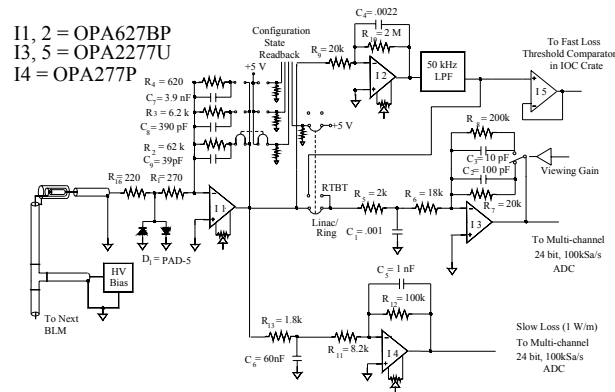 I1, 2 = OPA627BP
I3, 5 = OPA2277U
I4 = OPA277P
Configuration
State
Readback
+5 V
R4 = 620
C7 = 3.9 nF
R3 = 6.2 k
C8 = 390 pF
R2 = 62 k
C9 = 39pF
R16 = 220
R1 = 270
I 1
D1 = PAD-5
HV
Bias
To Next
BLM
C4 = .0022
R10 = 2 M
R9 = 20k
I 2
50 kHz
LPF
To Fast Loss
Threshold Comparator
in IOC Crate
I 5
+5 V
RTBT
Linac/
Ring
R5 = 2k
R6 = 18k
C1 = .001
R8 = 200k
C3 = 10 pF
C2 = 100 pF
R7 = 20k
I 3
Viewing Gain
To Multi-channel
24 bit, 100kSa/s
ADC
C5 = 1 nF
R12 = 100k
R13 = 1.8k
R11 = 8.2k
C6 = 60nF
I 4
Slow Loss (1 W/m)
To Multi-channel
24 bit, 100kSa/s
ADC